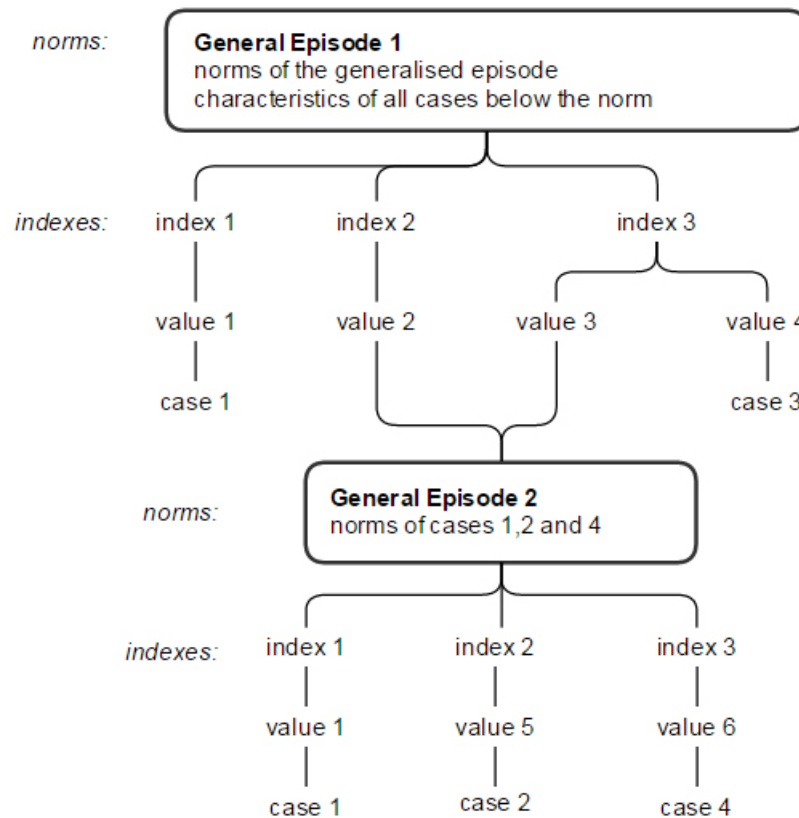 norms:
General Episode 1
norms of the generalised episode
characteristics of all cases below the norm
indexes:
index 1
index 2
index 3
value 1
value 2
value 3
value 4
case 1
case 3
norms:
General Episode 2
norms of cases 1,2 and 4
indexes:
index 1
index 2
index 3
value 1
value 5
value 6
case 1
case 2
case 4